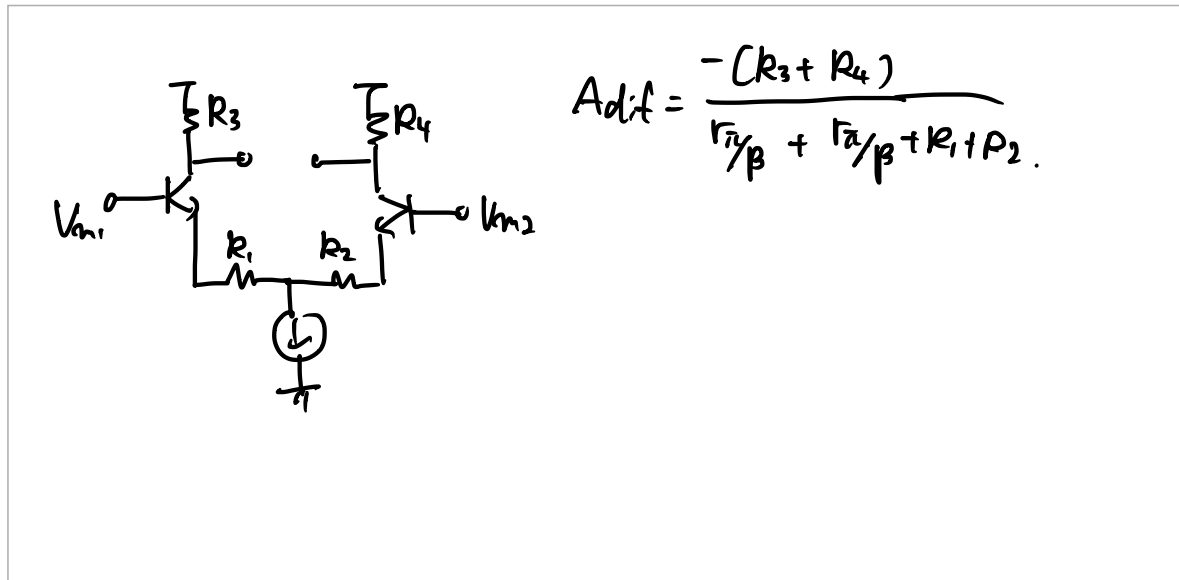 R3
R4
Vin1
Vin2
R1
R2
Adif = -(R3 + R4) / (rπ/β + rπ/β + R1 + R2).